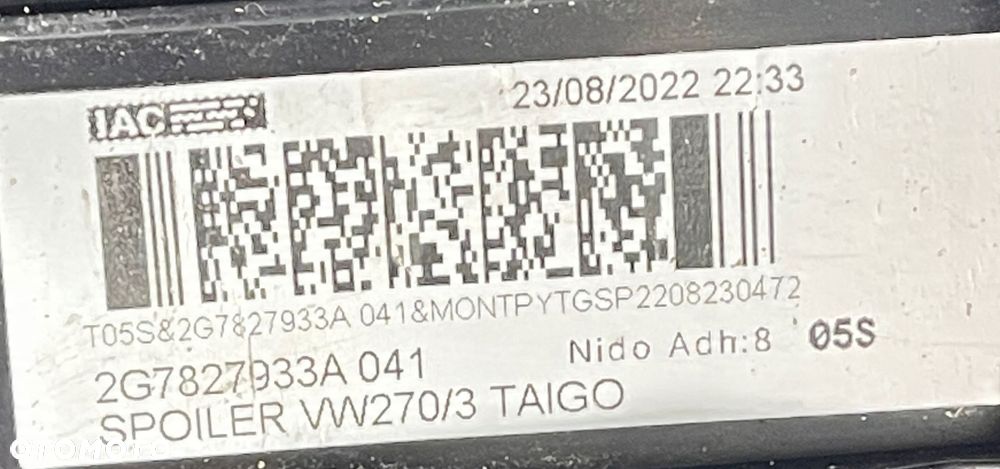 IAC
23/08/2022 22:33
T05S&2G7827933A 041&MONTPYTGSP2208230472
2G7827933A 041
Nido Adh:8
05S
SPOILER VW270/3 TAIGO
OTOMOTO